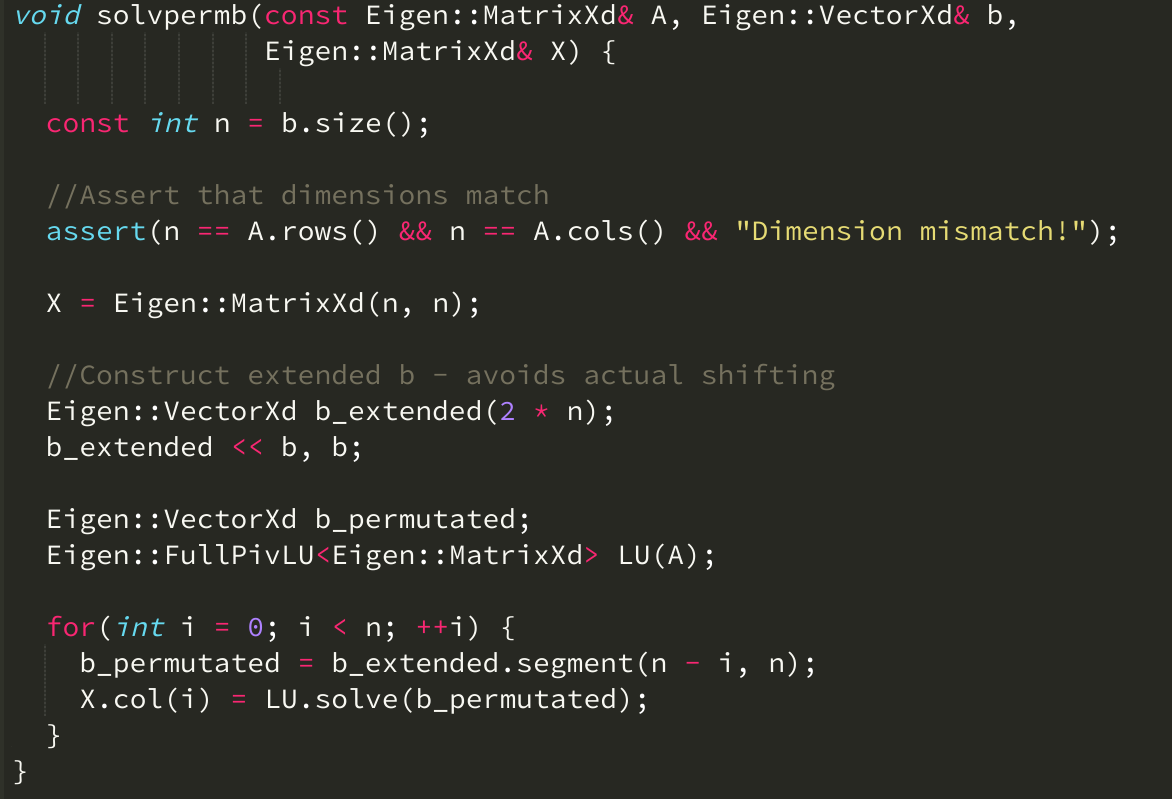 void solvpermb(const Eigen::MatrixXd& A, Eigen::VectorXd& b,
               Eigen::MatrixXd& X) {
  const int n = b.size();
  //Assert that dimensions match
  assert(n == A.rows() && n == A.cols() && "Dimension mismatch!");
  X = Eigen::MatrixXd(n, n);
  //Construct extended b - avoids actual shifting
  Eigen::VectorXd b_extended(2 * n);
  b_extended << b, b;
  Eigen::VectorXd b_permutated;
  Eigen::FullPivLU<Eigen::MatrixXd> LU(A);
  for(int i = 0; i < n; ++i) {
    b_permutated = b_extended.segment(n - i, n);
    X.col(i) = LU.solve(b_permutated);
  }
}